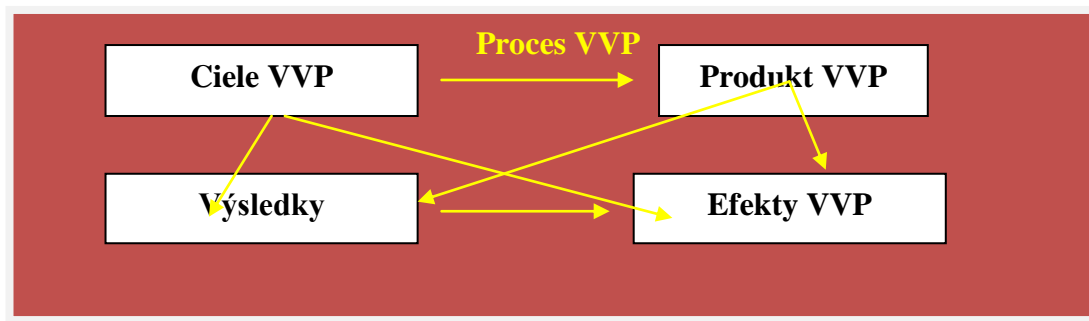 Proces VVP
Ciele VVP
Produkt VVP
Výsledky
Efekty VVP